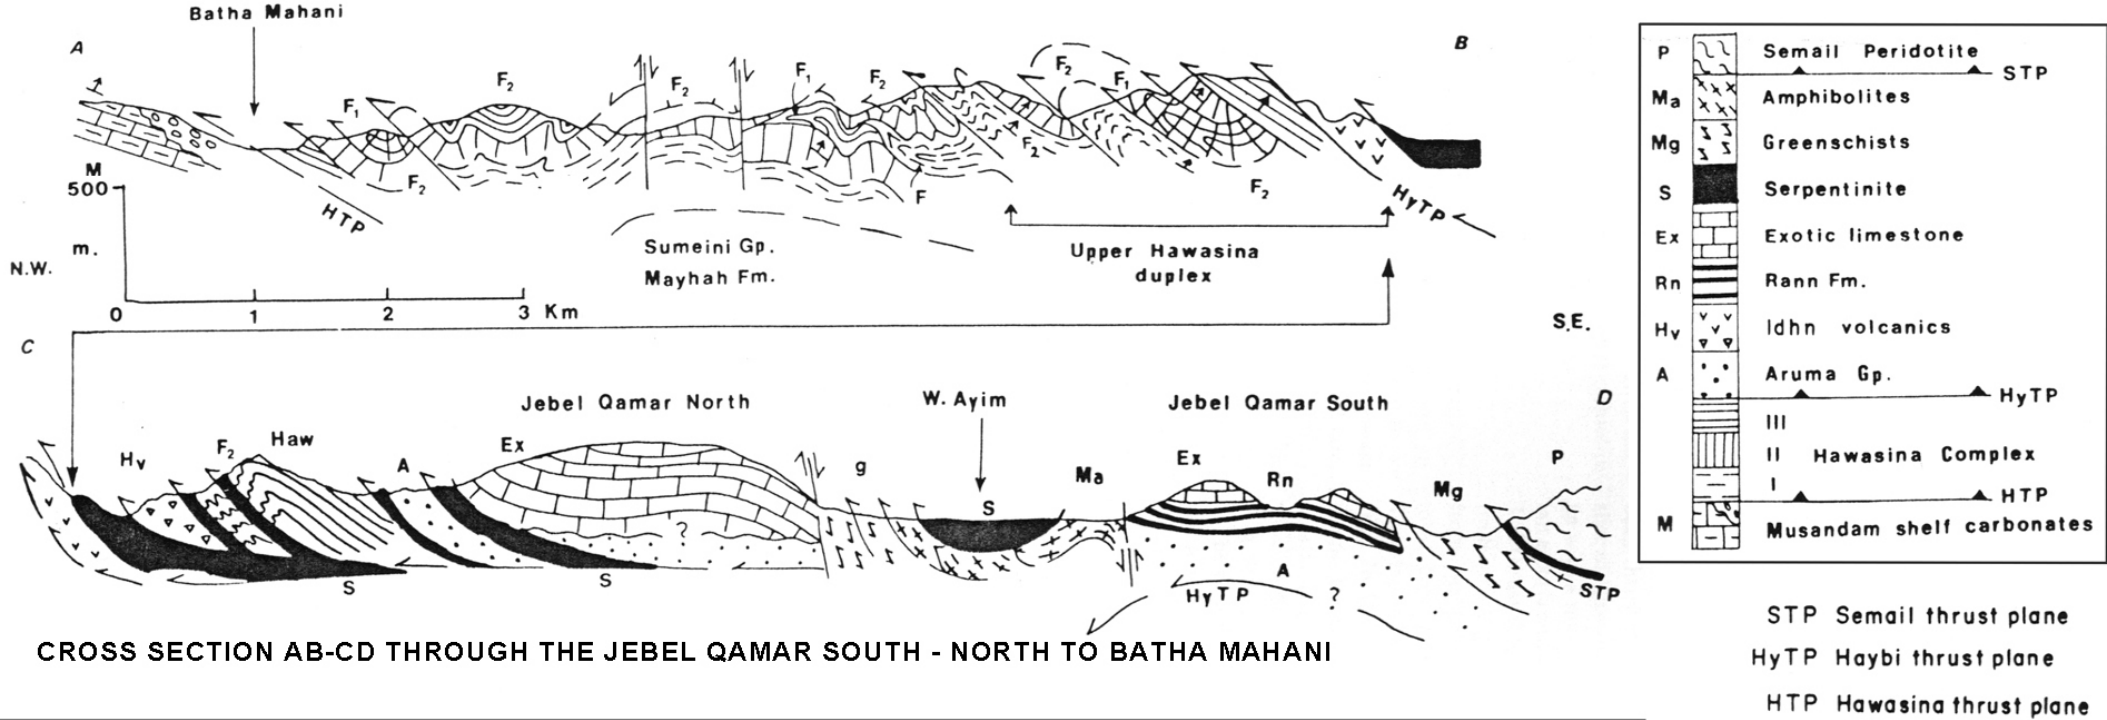 Batha Mahani
A
B
F₂
F₁
F₂
F₁
F₂
F₂
F₁
F₂
F₂
F
F₂
M
500
HTP
HyTP
m.
N.W.
Sumeini Gp.
Mayhah Fm.
Upper Hawasina
duplex
0 1 2 3 Km
S.E.
C
D
Jebel Qamar North
W. Ayim
Jebel Qamar South
Hv
F₂
Haw
A
Ex
g
S
Ma
Ex
Rn
Mg
P
?
S
S
A
HyTP
?
STP
CROSS SECTION AB-CD THROUGH THE JEBEL QAMAR SOUTH - NORTH TO BATHA MAHANI
P Semail Peridotite
STP
Ma Amphibolites
Mg Greenschists
S Serpentinite
Ex Exotic limestone
Rn Rann Fm.
Hv Idhn volcanics
A Aruma Gp.
HyTP
III
II Hawasina Complex
I
HTP
M Musandam shelf carbonates
STP Semail thrust plane
HyTP Haybi thrust plane
HTP Hawasina thrust plane